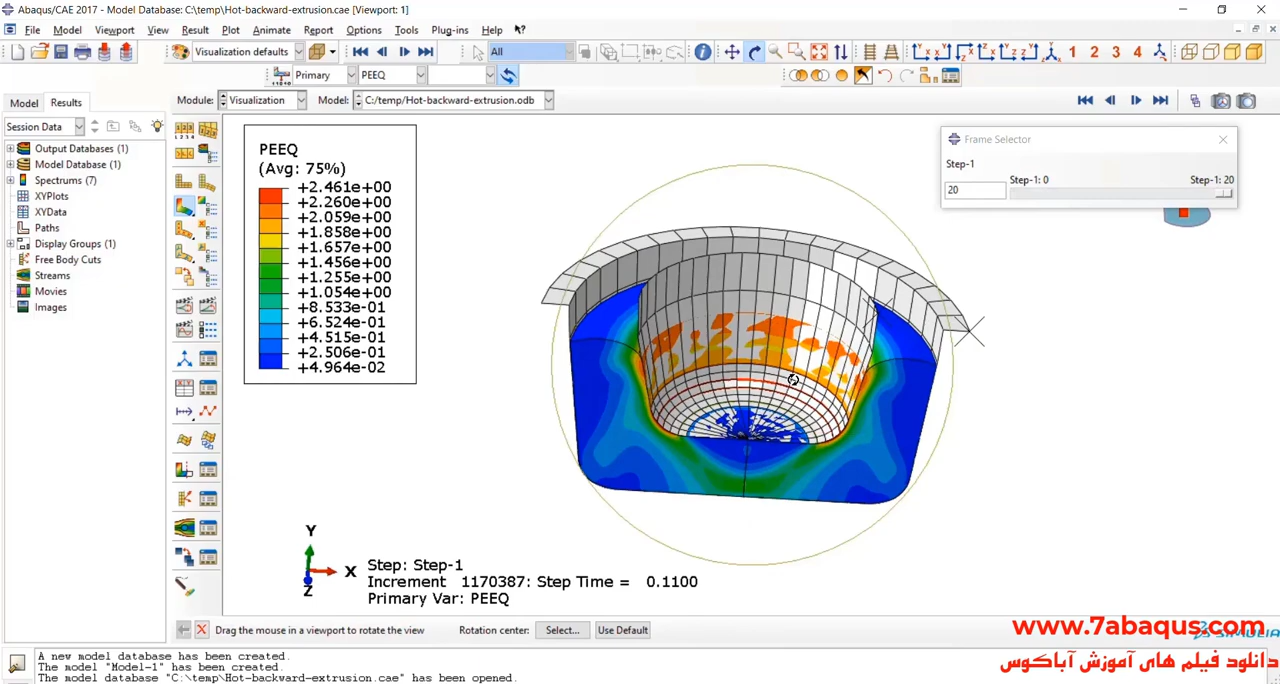 Abaqus/CAE 2017 - Model Database: C:\temp\Hot-backward-extrusion.cae [Viewport: 1]
File Model Viewport View Result Plot Animate Report Options Tools Plug-ins Help
Visualization defaults All 1 2 3 4
Primary PEEQ
Model Results Module: Visualization Model: C:/temp/Hot-backward-extrusion.odb
Session Data
Output Databases (1)
Model Database (1)
Spectrums (7)
XYPlots
XYData
Paths
Display Groups (1)
Free Body Cuts
Streams
Movies
Images
PEEQ
(Avg: 75%)
+2.461e+00
+2.260e+00
+2.059e+00
+1.858e+00
+1.657e+00
+1.456e+00
+1.255e+00
+1.054e+00
+8.533e-01
+6.524e-01
+4.515e-01
+2.506e-01
+4.964e-02
Frame Selector
Step-1
Step-1: 0 Step-1: 20
20
Y
X
Z
Step: Step-1
Increment 1170387: Step Time = 0.1100
Primary Var: PEEQ
Drag the mouse in a viewport to rotate the view Rotation center: Select... Use Default
www.7abaqus.com
دانلود فیلم های آموزش آباکوس
A new model database has been created.
The model "Model-1" has been created.
The model database "C:\temp\Hot-backward-extrusion.cae" has been opened.